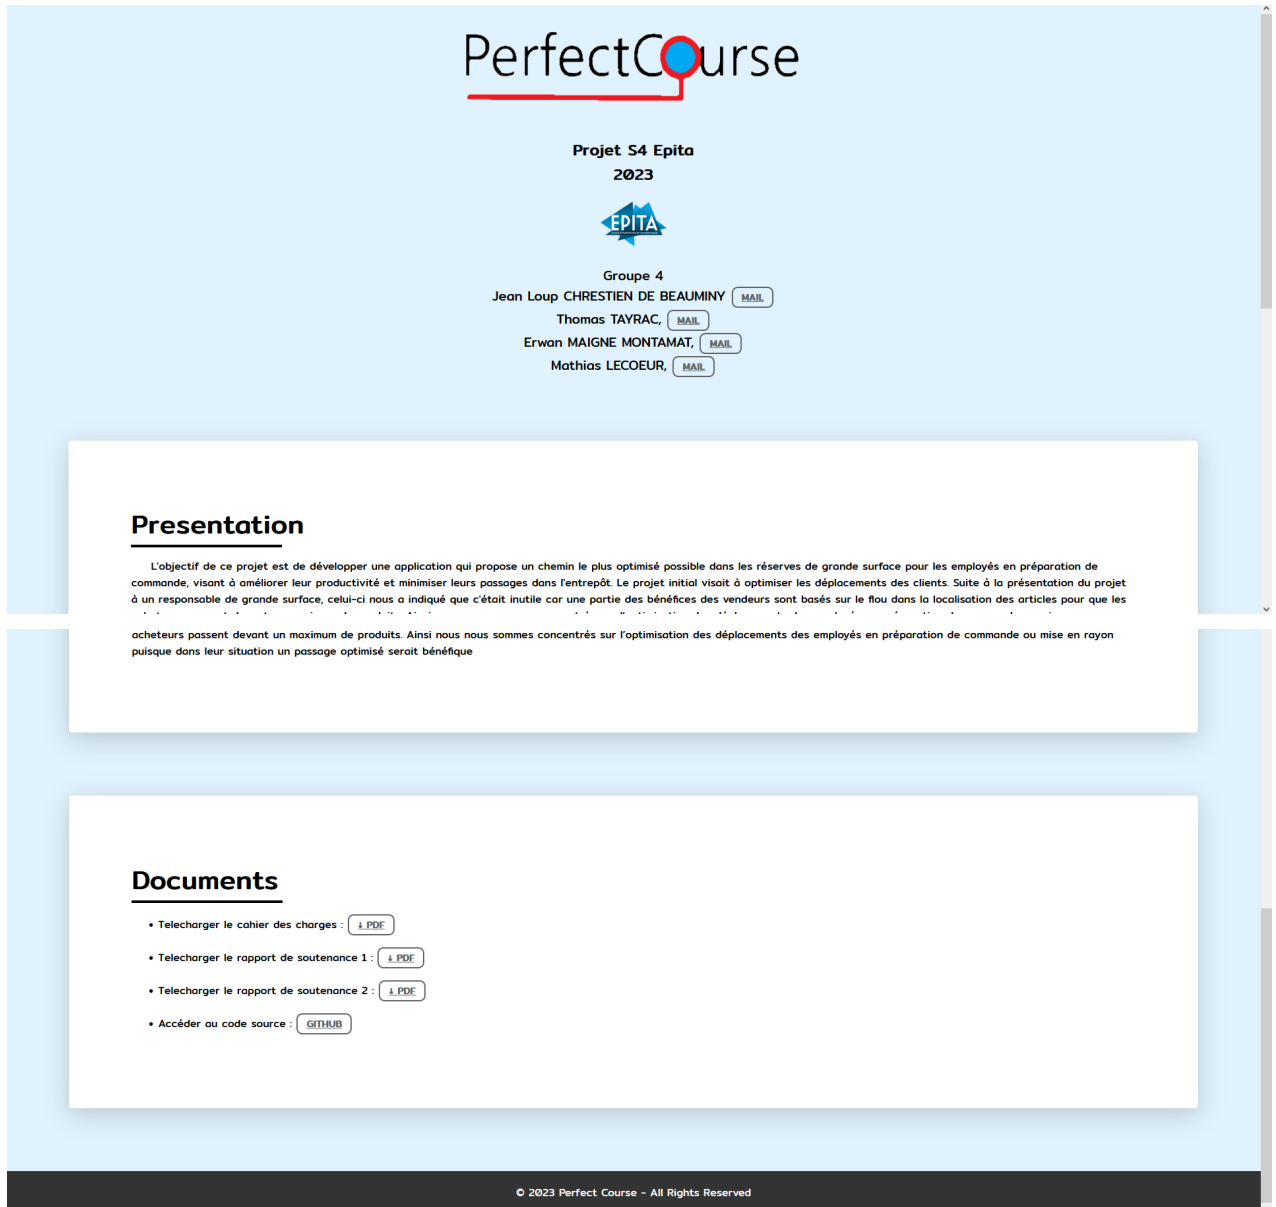 PerfectCourse
Projet S4 Epita
2023
EPITA
Groupe 4
Jean Loup CHRESTIEN DE BEAUMINY MAIL
Thomas TAYRAC, MAIL
Erwan MAIGNE MONTAMAT, MAIL
Mathias LECOEUR, MAIL
Presentation
L'objectif de ce projet est de développer une application qui propose un chemin le plus optimisé possible dans les réserves de grande surface pour les employés en préparation de
commande, visant à améliorer leur productivité et minimiser leurs passages dans l'entrepôt. Le projet initial visait à optimiser les déplacements des clients. Suite à la présentation du projet
à un responsable de grande surface, celui-ci nous a indiqué que c'était inutile car une partie des bénéfices des vendeurs sont basés sur le flou dans la localisation des articles pour que les
acheteurs passent devant un maximum de produits. Ainsi nous nous sommes concentrés sur l'optimisation des déplacements des employés en préparation de commande ou mise en rayon
puisque dans leur situation un passage optimisé serait bénéfique
Documents
• Telecharger le cahier des charges : ↓ PDF
• Telecharger le rapport de soutenance 1 : ↓ PDF
• Telecharger le rapport de soutenance 2 : ↓ PDF
• Accéder au code source : GITHUB
© 2023 Perfect Course - All Rights Reserved